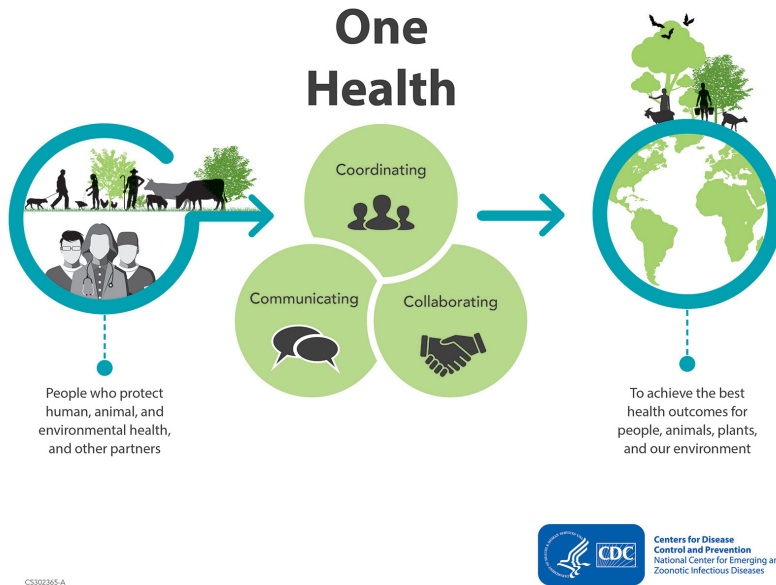 One
Health
Coordinating
Communicating
Collaborating
People who protect
human, animal, and
environmental health,
and other partners
To achieve the best
health outcomes for
people, animals, plants,
and our environment
CDC
Centers for Disease
Control and Prevention
National Center for Emerging an
Zoonotic Infectious Diseases
CS302365-A